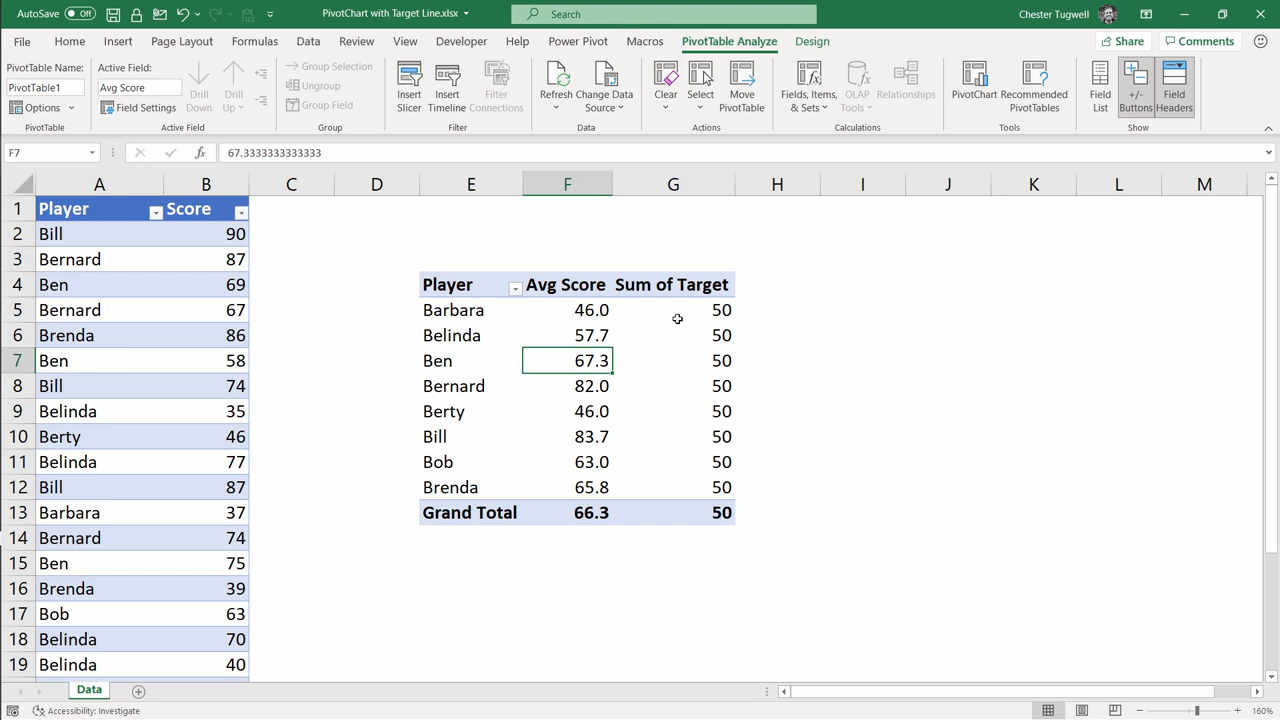 AutoSave Off PivotChart with Target Line.xlsx Search Chester Tugwell
File Home Insert Page Layout Formulas Data Review View Developer Help Power Pivot Macros PivotTable Analyze Design Share Comments
PivotTable Name: Active Field:
PivotTable1 Avg Score
Options Field Settings
Drill Down Drill Up
Group Selection
Ungroup
Group Field
Insert Slicer Insert Timeline Filter Connections
Refresh Change Data Source
Clear Select Move PivotTable
Fields, Items, & Sets OLAP Tools Relationships
PivotChart Recommended PivotTables
Field List +/- Buttons Field Headers
PivotTable Active Field Group Filter Data Actions Calculations Tools Show
F7 fx 67.3333333333333
A B C D E F G H I J K L M
1 Player Score
2 Bill 90
3 Bernard 87
4 Ben 69 Player Avg Score Sum of Target
5 Bernard 67 Barbara 46.0 50
6 Brenda 86 Belinda 57.7 50
7 Ben 58 Ben 67.3 50
8 Bill 74 Bernard 82.0 50
9 Belinda 35 Berty 46.0 50
10 Berty 46 Bill 83.7 50
11 Belinda 77 Bob 63.0 50
12 Bill 87 Brenda 65.8 50
13 Barbara 37 Grand Total 66.3 50
14 Bernard 74
15 Ben 75
16 Brenda 39
17 Bob 63
18 Belinda 70
19 Belinda 40
Data
Accessibility: Investigate 160%